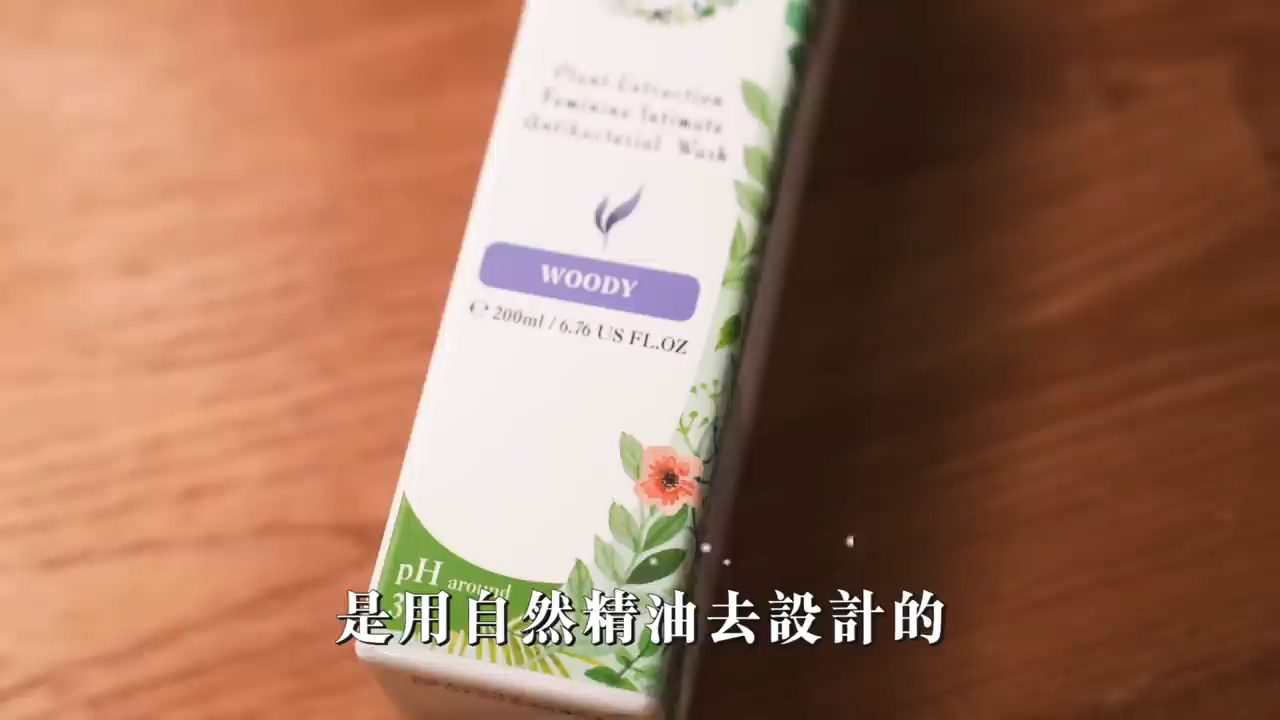 Plant Extraction
Feminine Intimate
Antibacterial Wash
WOODY
℮ 200ml / 6.76 US FL.OZ
pH around
3
是用自然精油去設計的